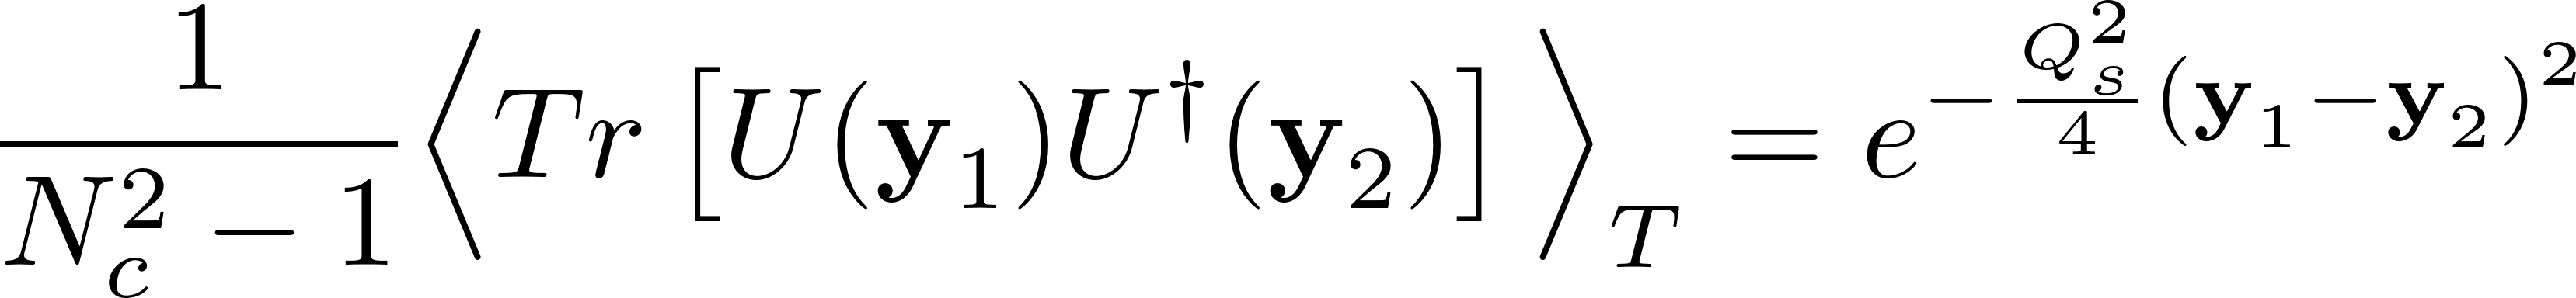 \frac{1}{N_c^2 - 1} \left\langle Tr \left[ U(\mathbf{y}_1) U^\dagger(\mathbf{y}_2) \right] \right\rangle_T = e^{-\frac{Q_s^2}{4} (\mathbf{y}_1 - \mathbf{y}_2)^2}